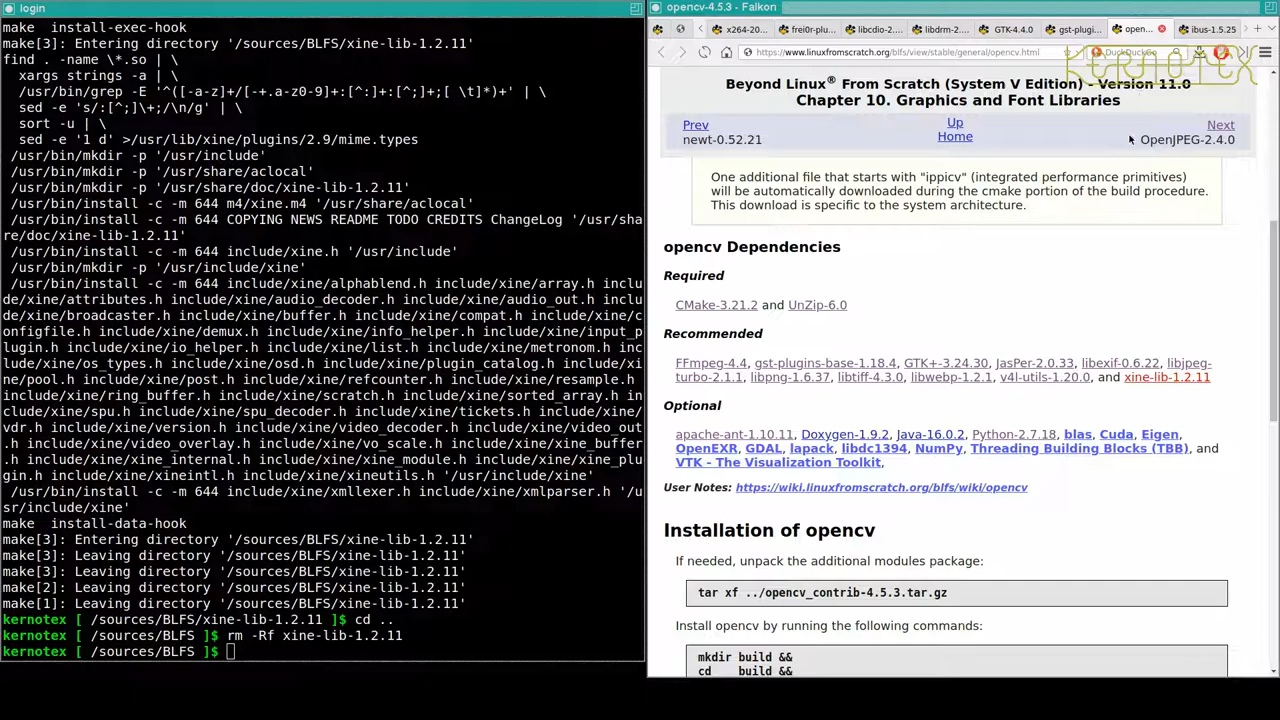 login
make  install-exec-hook
make[3]: Entering directory '/sources/BLFS/xine-lib-1.2.11'
find . -name \*.so | \
  xargs strings -a | \
  /usr/bin/grep -E '^([-a-z]+/[-+.a-z0-9]+:[^:]+:[^;]+;[ \t]*)+' | \
  sed -e 's/:[^;]\+;/\n/g' | \
  sort -u | \
  sed -e '1 d' >/usr/lib/xine/plugins/2.9/mime.types
 /usr/bin/mkdir -p '/usr/include'
 /usr/bin/mkdir -p '/usr/share/aclocal'
 /usr/bin/mkdir -p '/usr/share/doc/xine-lib-1.2.11'
 /usr/bin/install -c -m 644 m4/xine.m4 '/usr/share/aclocal'
 /usr/bin/install -c -m 644 COPYING NEWS README TODO CREDITS ChangeLog '/usr/sha
re/doc/xine-lib-1.2.11'
 /usr/bin/install -c -m 644 include/xine.h '/usr/include'
 /usr/bin/mkdir -p '/usr/include/xine'
 /usr/bin/install -c -m 644 include/xine/alphablend.h include/xine/array.h inclu
de/xine/attributes.h include/xine/audio_decoder.h include/xine/audio_out.h inclu
de/xine/broadcaster.h include/xine/buffer.h include/xine/compat.h include/xine/c
onfigfile.h include/xine/demux.h include/xine/info_helper.h include/xine/input_p
lugin.h include/xine/io_helper.h include/xine/list.h include/xine/metronom.h inc
lude/xine/os_types.h include/xine/osd.h include/xine/plugin_catalog.h include/xi
ne/pool.h include/xine/post.h include/xine/refcounter.h include/xine/resample.h
include/xine/ring_buffer.h include/xine/scratch.h include/xine/sorted_array.h in
clude/xine/spu.h include/xine/spu_decoder.h include/xine/tickets.h include/xine/
vdr.h include/xine/version.h include/xine/video_decoder.h include/xine/video_out
.h include/xine/video_overlay.h include/xine/vo_scale.h include/xine/xine_buffer
.h include/xine/xine_internal.h include/xine/xine_module.h include/xine/xine_plu
gin.h include/xine/xineintl.h include/xine/xineutils.h '/usr/include/xine'
 /usr/bin/install -c -m 644 include/xine/xmllexer.h include/xine/xmlparser.h '/u
sr/include/xine'
make  install-data-hook
make[3]: Entering directory '/sources/BLFS/xine-lib-1.2.11'
make[3]: Leaving directory '/sources/BLFS/xine-lib-1.2.11'
make[3]: Leaving directory '/sources/BLFS/xine-lib-1.2.11'
make[2]: Leaving directory '/sources/BLFS/xine-lib-1.2.11'
make[1]: Leaving directory '/sources/BLFS/xine-lib-1.2.11'
kernotex [ /sources/BLFS/xine-lib-1.2.11 ]$ cd ..
kernotex [ /sources/BLFS ]$ rm -Rf xine-lib-1.2.11
kernotex [ /sources/BLFS ]$
opencv-4.5.3 - Falkon
x264-20... frei0r-plu... libcdio-2.... libdrm-2.... GTK-4.4.0 gst-plugi... open... ibus-1.5.25
https://www.linuxfromscratch.org/blfs/view/stable/general/opencv.html DuckDuckGo
KERNOTEX
Beyond Linux® From Scratch (System V Edition) - Version 11.0
Chapter 10. Graphics and Font Libraries
Prev Up Next
newt-0.52.21 Home OpenJPEG-2.4.0
One additional file that starts with "ippicv" (integrated performance primitives)
will be automatically downloaded during the cmake portion of the build procedure.
This download is specific to the system architecture.
opencv Dependencies
Required
CMake-3.21.2 and UnZip-6.0
Recommended
FFmpeg-4.4, gst-plugins-base-1.18.4, GTK+-3.24.30, JasPer-2.0.33, libexif-0.6.22, libjpeg-
turbo-2.1.1, libpng-1.6.37, libtiff-4.3.0, libwebp-1.2.1, v4l-utils-1.20.0, and xine-lib-1.2.11
Optional
apache-ant-1.10.11, Doxygen-1.9.2, Java-16.0.2, Python-2.7.18, blas, Cuda, Eigen,
OpenEXR, GDAL, lapack, libdc1394, NumPy, Threading Building Blocks (TBB), and
VTK - The Visualization Toolkit,
User Notes: https://wiki.linuxfromscratch.org/blfs/wiki/opencv
Installation of opencv
If needed, unpack the additional modules package:
tar xf ../opencv_contrib-4.5.3.tar.gz
Install opencv by running the following commands:
mkdir build &&
cd    build &&